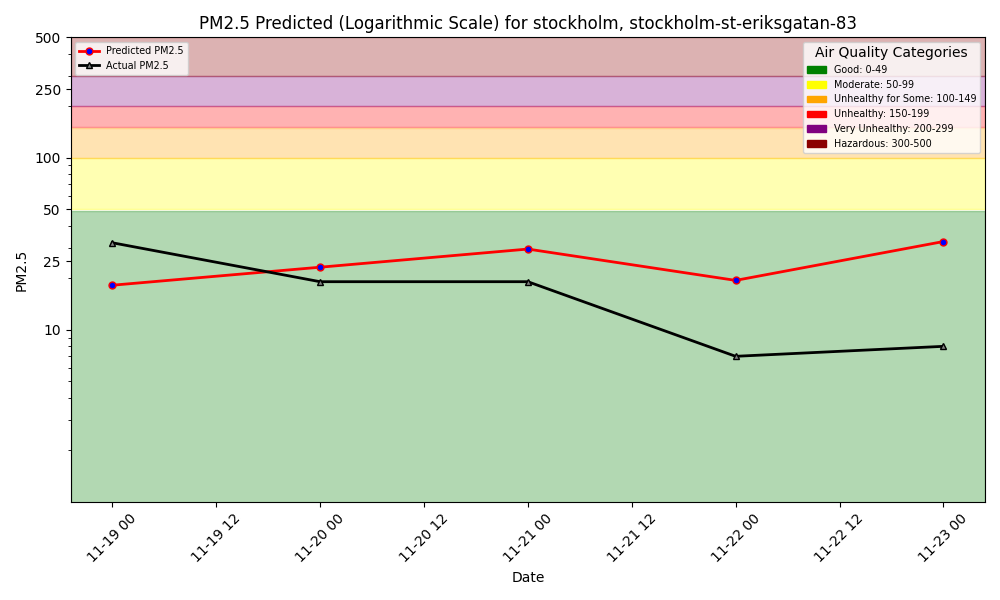 PM2.5 Predicted (Logarithmic Scale) for stockholm, stockholm-st-eriksgatan-83
Predicted PM2.5
Actual PM2.5
Air Quality Categories
Good: 0-49
Moderate: 50-99
Unhealthy for Some: 100-149
Unhealthy: 150-199
Very Unhealthy: 200-299
Hazardous: 300-500
500
250
100
50
25
10
PM2.5
11-19 00
11-19 12
11-20 00
11-20 12
11-21 00
11-21 12
11-22 00
11-22 12
11-23 00
Date